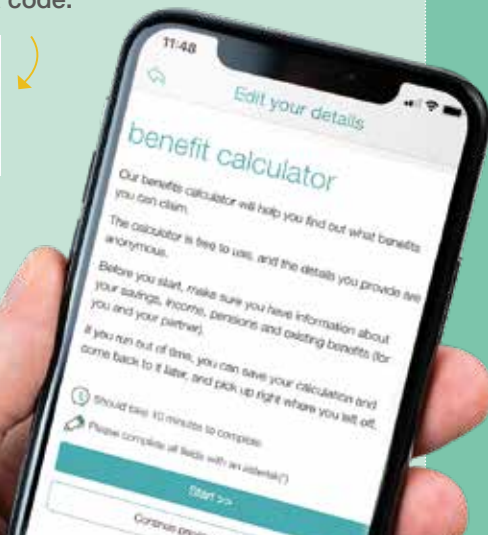 code.
11:48
Edit your details
benefit calculator
Our benefits calculator will help you find out what benefits
you can claim.
The calculator is free to use, and the details you provide are
anonymous.
Before you start, make sure you have information about
your savings, income, pensions and existing benefits (for
you and your partner).
If you run out of time, you can save your calculation and
come back to it later, and pick up right where you left off.
Should take 10 minutes to complete
Please complete all fields with an asterisk(*)
Start >>
Continue